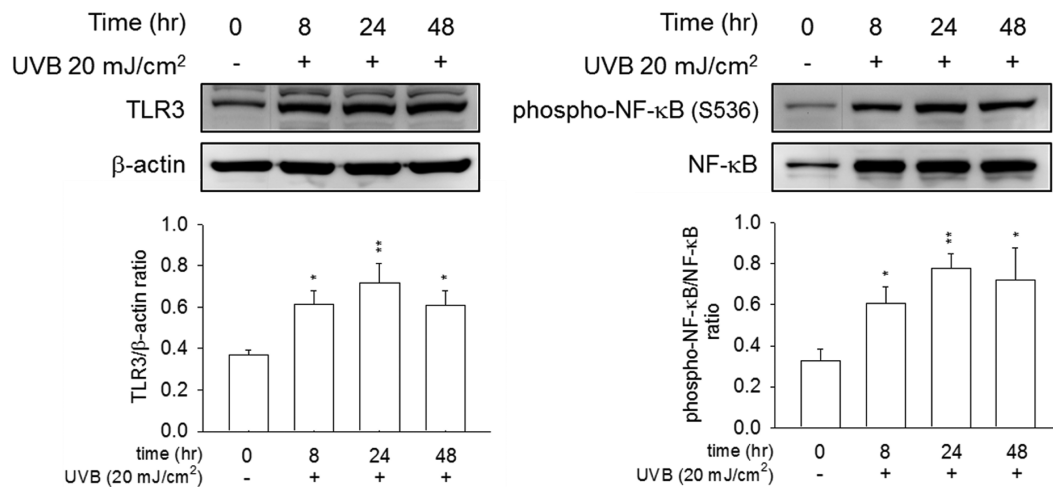 Time (hr) 0 8 24 48
UVB 20 mJ/cm² - + + +
TLR3
β-actin
1.0
0.8
0.6
0.4
0.2
0.0
TLR3/β-actin ratio
* ** *
time (hr) 0 8 24 48
UVB (20 mJ/cm²) - + + +
Time (hr) 0 8 24 48
UVB 20 mJ/cm² - + + +
phospho-NF-κB (S536)
NF-κB
1.0
0.8
0.6
0.4
0.2
0.0
phospho-NF-κB/NF-κB
ratio
* ** *
time (hr) 0 8 24 48
UVB (20 mJ/cm²) - + + +